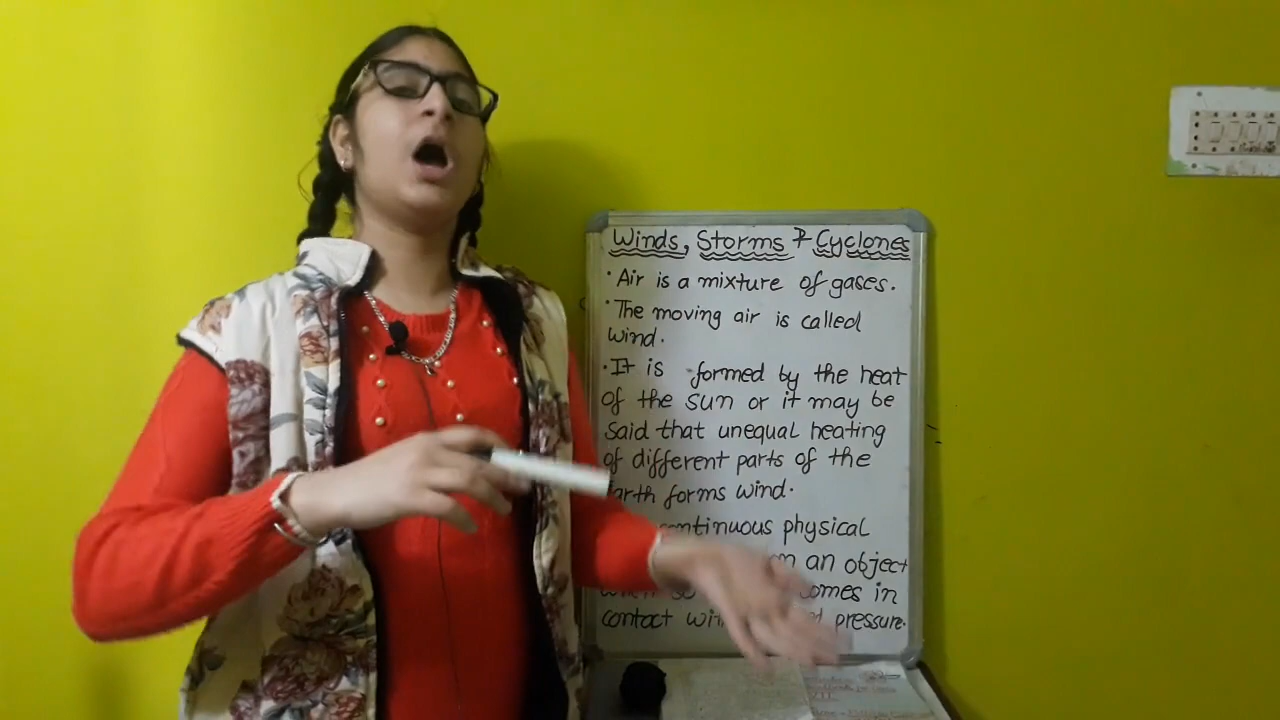 Winds, Storms & Cyclones
• Air is a mixture of gases.
• The moving air is called
wind.
• It is formed by the heat
of the sun or it may be
said that unequal heating
of different parts of the
earth forms wind.
continuous physical
an object
comes in
contact pressure.